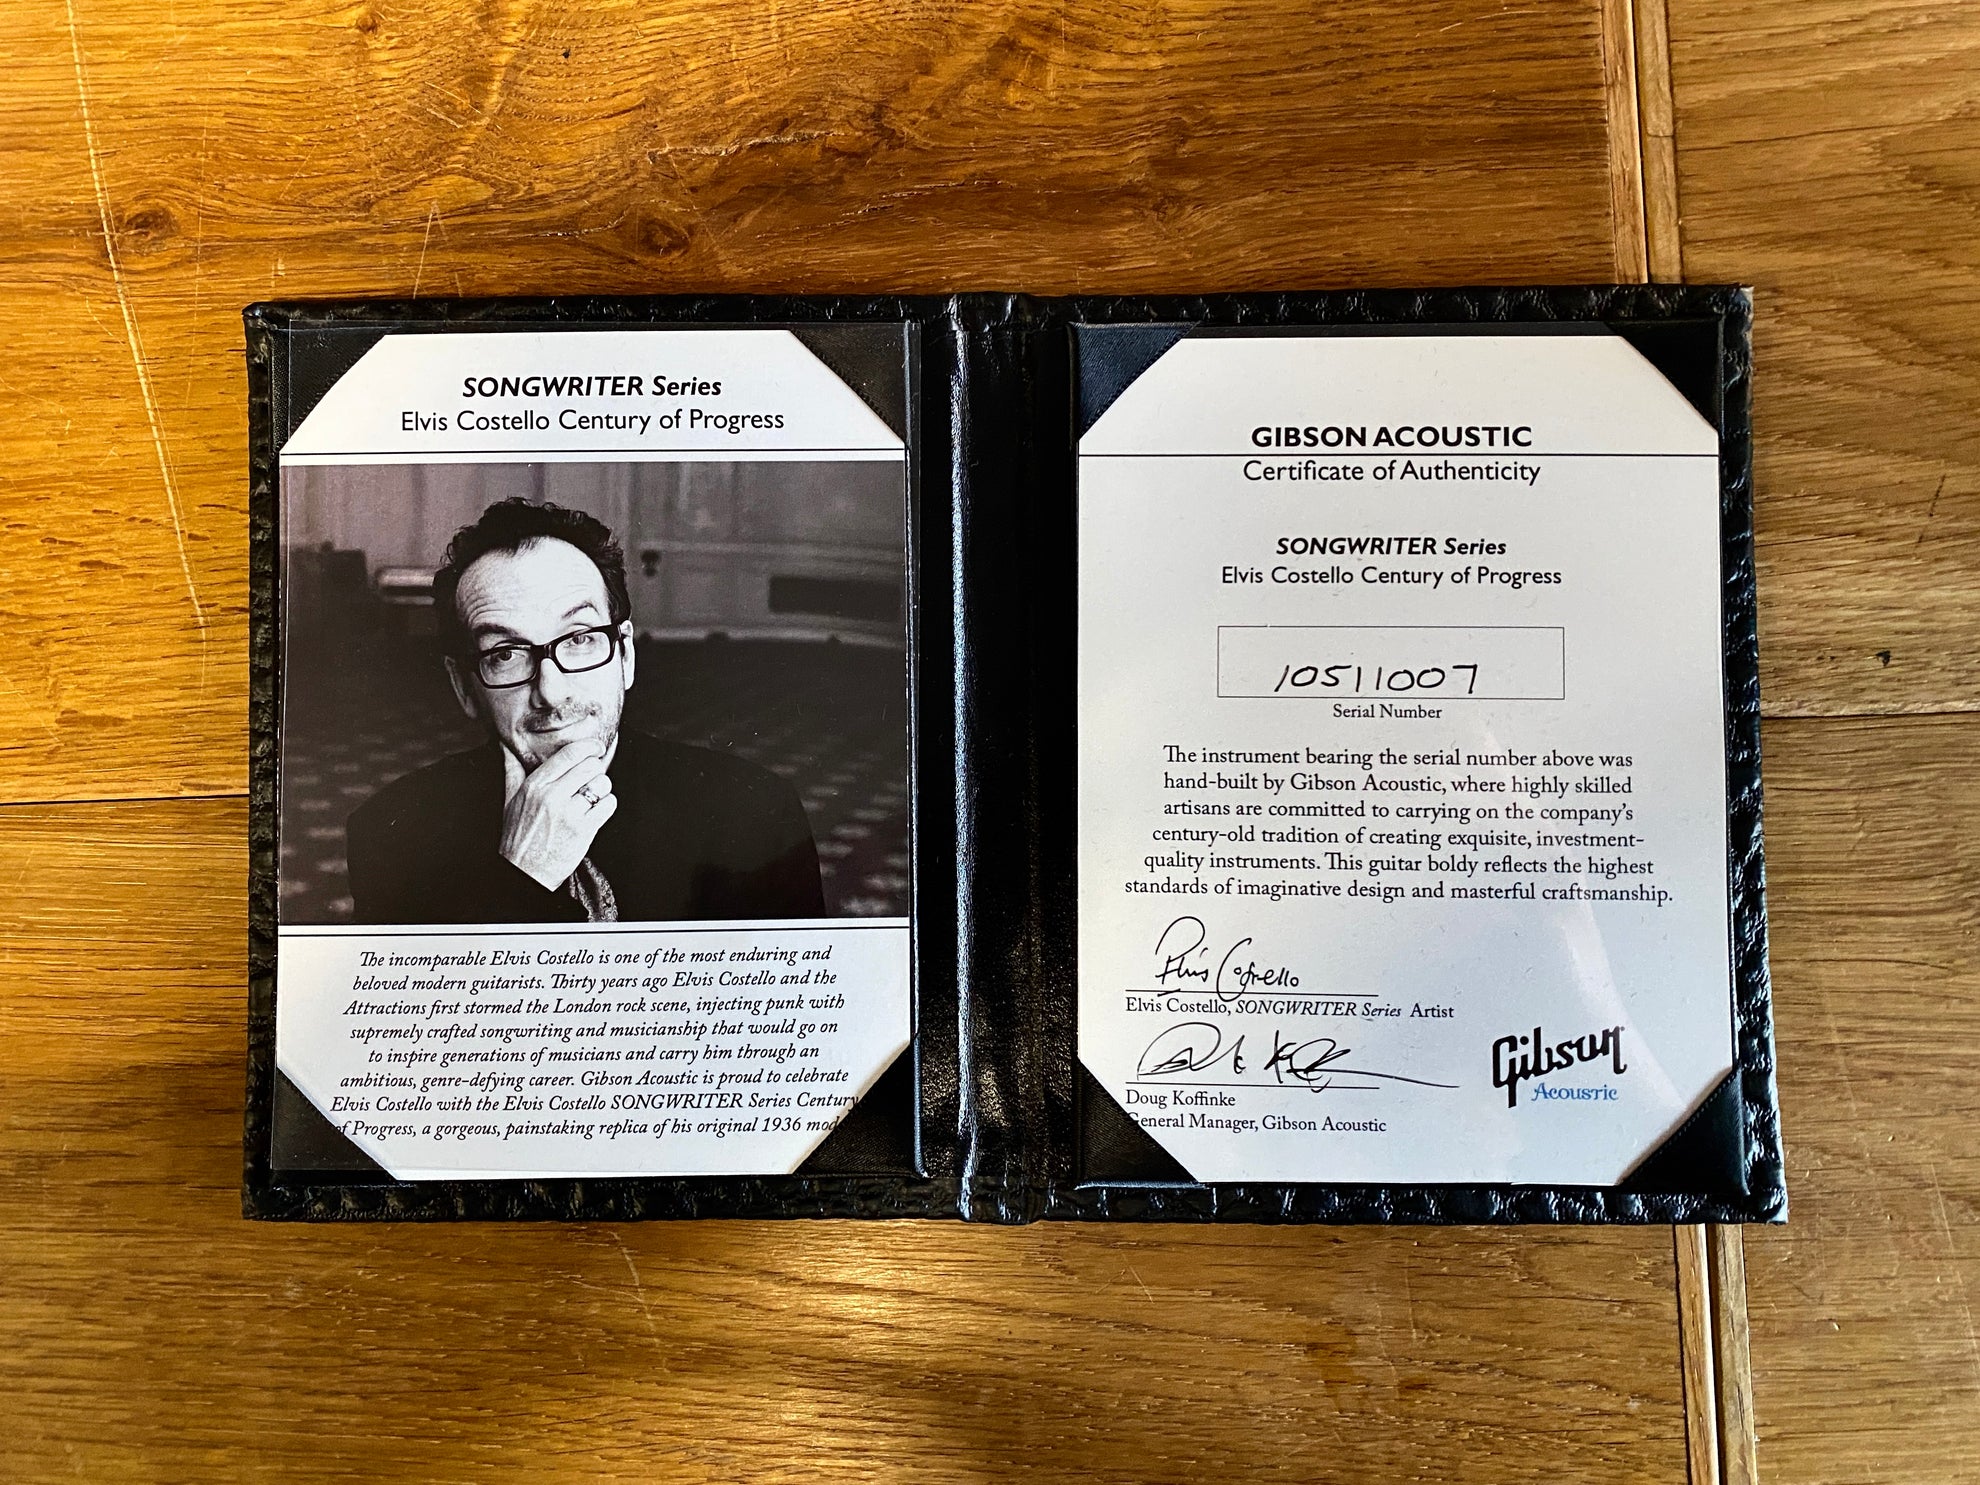 SONGWRITER Series
Elvis Costello Century of Progress
The incomparable Elvis Costello is one of the most enduring and
beloved modern guitarists. Thirty years ago Elvis Costello and the
Attractions first stormed the London rock scene, injecting punk with
supremely crafted songwriting and musicianship that would go on
to inspire generations of musicians and carry him through an
ambitious, genre-defying career. Gibson Acoustic is proud to celebrate
Elvis Costello with the Elvis Costello SONGWRITER Series Century
of Progress, a gorgeous, painstaking replica of his original 1936
GIBSON ACOUSTIC
Certificate of Authenticity
SONGWRITER Series
Elvis Costello Century of Progress
10511007
Serial Number
The instrument bearing the serial number above was
hand-built by Gibson Acoustic, where highly skilled
artisans are committed to carrying on the company's
century-old tradition of creating exquisite, investment-
quality instruments. This guitar boldy reflects the highest
standards of imaginative design and masterful craftsmanship.
Elvis Costello
Elvis Costello, SONGWRITER Series Artist
Doug Koffinke
General Manager, Gibson Acoustic
Gibson
Acoustic